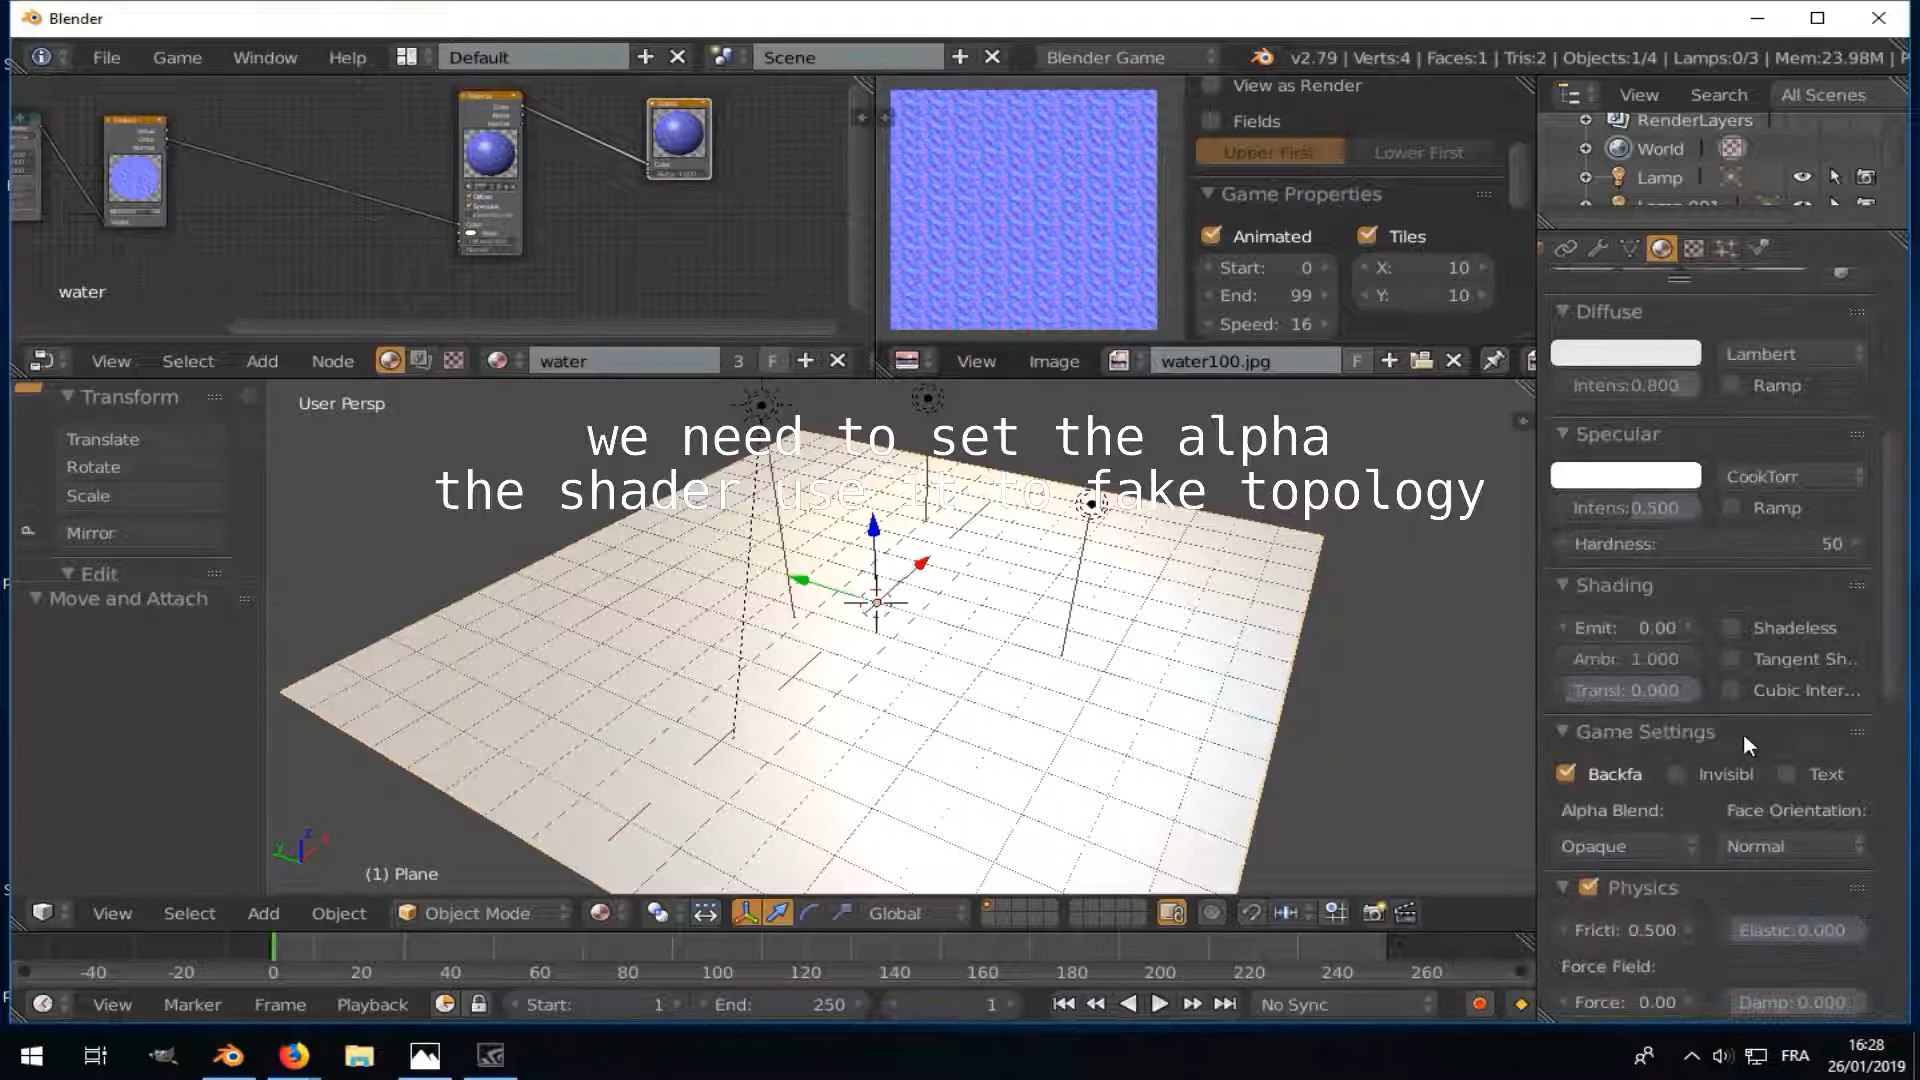 Blender
File Game Window Help Default Scene Blender Game v2.79 | Verts:4 | Faces:1 | Tris:2 | Objects:1/4 | Lamps:0/3 | Mem:23.98M |
View as Render
Fields
Upper First Lower First
Game Properties
Animated Tiles
Start: 0 X: 10
End: 99 Y: 10
Speed: 16
View Search All Scenes
RenderLayers
World |
Lamp |
water
View Select Add Node water 3 F
View Image water100.jpg F
Transform
Translate
Rotate
Scale
Mirror
Edit
Move and Attach
User Persp
we need to set the alpha
the shader use it to fake topology
(1) Plane
Diffuse
Lambert
Intens:0.800 Ramp
Specular
CookTorr
Intens:0.500 Ramp
Hardness: 50
Shading
Emit: 0.00 Shadeless
Ambi: 1.000 Tangent Sh..
Transl: 0.000 Cubic Inter...
Game Settings
Backfa Invisibl Text
Alpha Blend: Face Orientation:
Opaque Normal
Physics
Fricti: 0.500 Elastic:0.000
Force Field:
Force: 0.00 Damp: 0.000
View Select Add Object Object Mode Global
-40 -20 0 20 40 60 80 100 120 140 160 180 200 220 240 260
View Marker Frame Playback Start: 1 End: 250 1 No Sync
FRA
16:28
26/01/2019